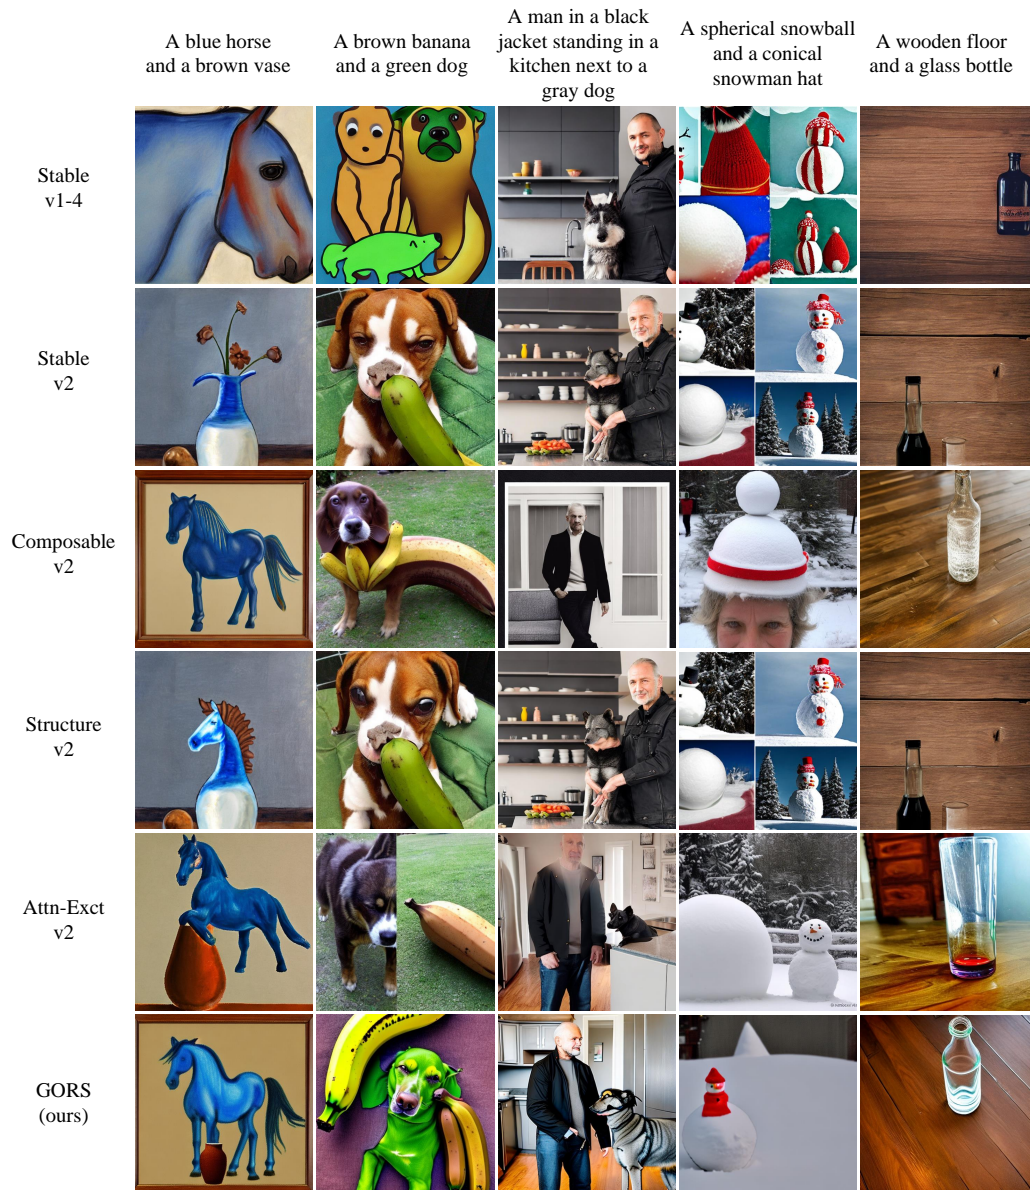 A blue horse
and a brown vase
A brown banana
and a green dog
A man in a black
jacket standing in a
kitchen next to a
gray dog
A spherical snowball
and a conical
snowman hat
A wooden floor
and a glass bottle
Stable
v1-4
Stable
v2
Composable
v2
Structure
v2
Attn-Exct
v2
GORS
(ours)